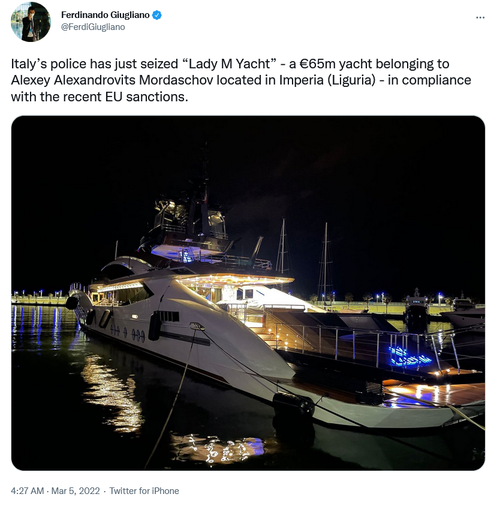 Ferdinando Giugliano
@FerdiGiugliano
Italy’s police has just seized “Lady M Yacht” - a €65m yacht belonging to
Alexey Alexandrovits Mordaschov located in Imperia (Liguria) - in compliance
with the recent EU sanctions.
4:27 AM · Mar 5, 2022 · Twitter for iPhone